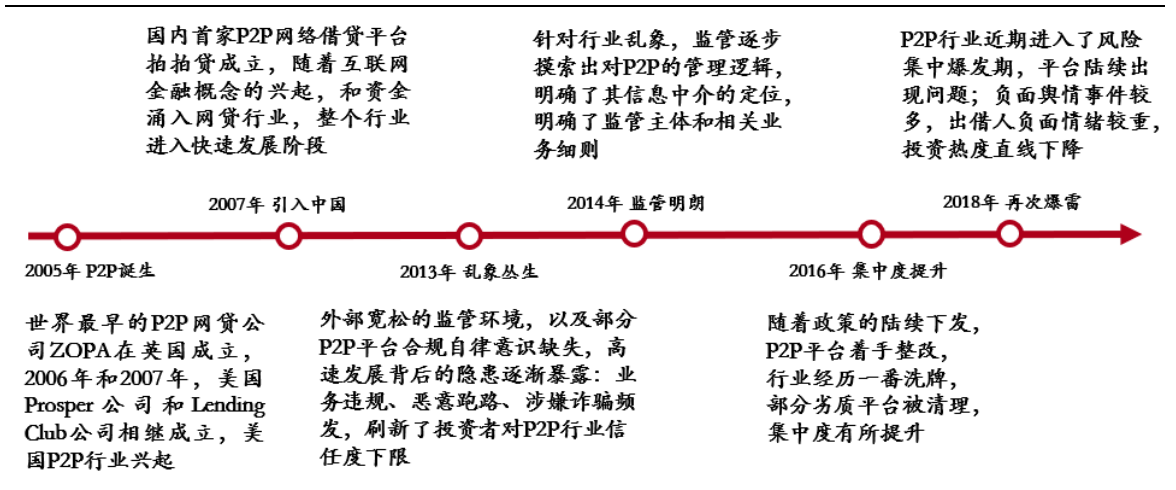 国内首家P2P网络借贷平台
拍拍贷成立，随着互联网
金融概念的兴起，和资金
涌入网贷行业，整个行业
进入快速发展阶段
针对行业乱象，监管逐步
摸索出对P2P的管理逻辑，
明确了其信息中介的定位，
明确了监管主体和相关业
务细则
P2P行业近期进入了风险
集中爆发期，平台陆续出
现问题；负面舆情事件较
多，出借人负面情绪较重，
投资热度直线下降
2007年 引入中国
2014年 监管明朗
2018年 再次爆雷
2005年 P2P诞生
2013年 乱象丛生
2016年 集中度提升
世界最早的P2P网贷公
司ZOPA在英国成立，
2006年和2007年，美国
Prosper公司和Lending
Club公司相继成立，美
国P2P行业兴起
外部宽松的监管环境，以及部分
P2P平台合规自律意识缺失，高
速发展背后的隐患逐渐暴露：业
务违规、恶意跑路、涉嫌诈骗频
发，刷新了投资者对P2P行业信
任度下限
随着政策的陆续下发，
P2P平台着手整改，
行业经历一番洗牌，
部分劣质平台被清理，
集中度有所提升